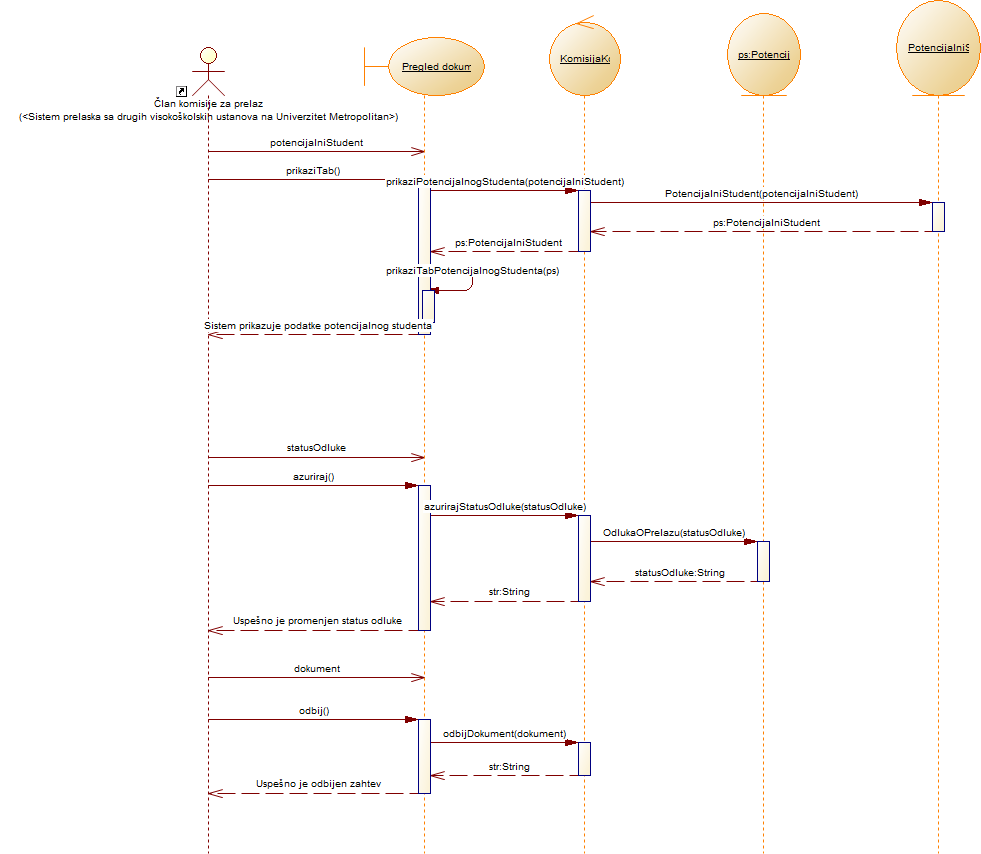 Pregled dokum
KomisijaKo
ps:Potencij
PotencijalniS
Član komisije za prelaz
(<Sistem prelaska sa drugih visokoškolskih ustanova na Univerzitet Metropolitan>)
potencijalniStudent
prikaziTab()
prikaziPotencijalnogStudenta(potencijalniStudent)
PotencijalniStudent(potencijalniStudent)
ps:PotencijalniStudent
ps:PotencijalniStudent
prikaziTabPotencijalnogStudenta(ps)
Sistem prikazuje podatke potencijalnog studenta
statusOdluke
azuriraj()
azurirajStatusOdluke(statusOdluke)
OdlukaOPrelazu(statusOdluke)
statusOdluke:String
str:String
Uspešno je promenjen status odluke
dokument
odbij()
odbijDokument(dokument)
str:String
Uspešno je odbijen zahtev